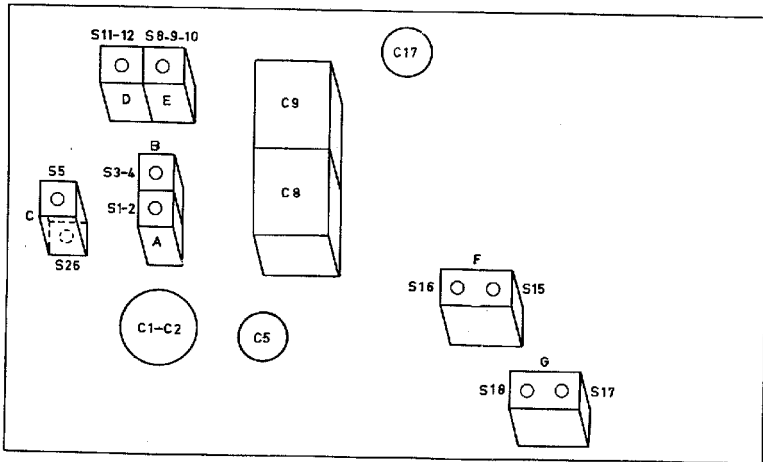 S11-12 S8-9-10
C17
D E
C9
B
S3-4
S5
C8
S1-2
C
A
S26
F
S16 S15
C1-C2
C5
G
S18 S17